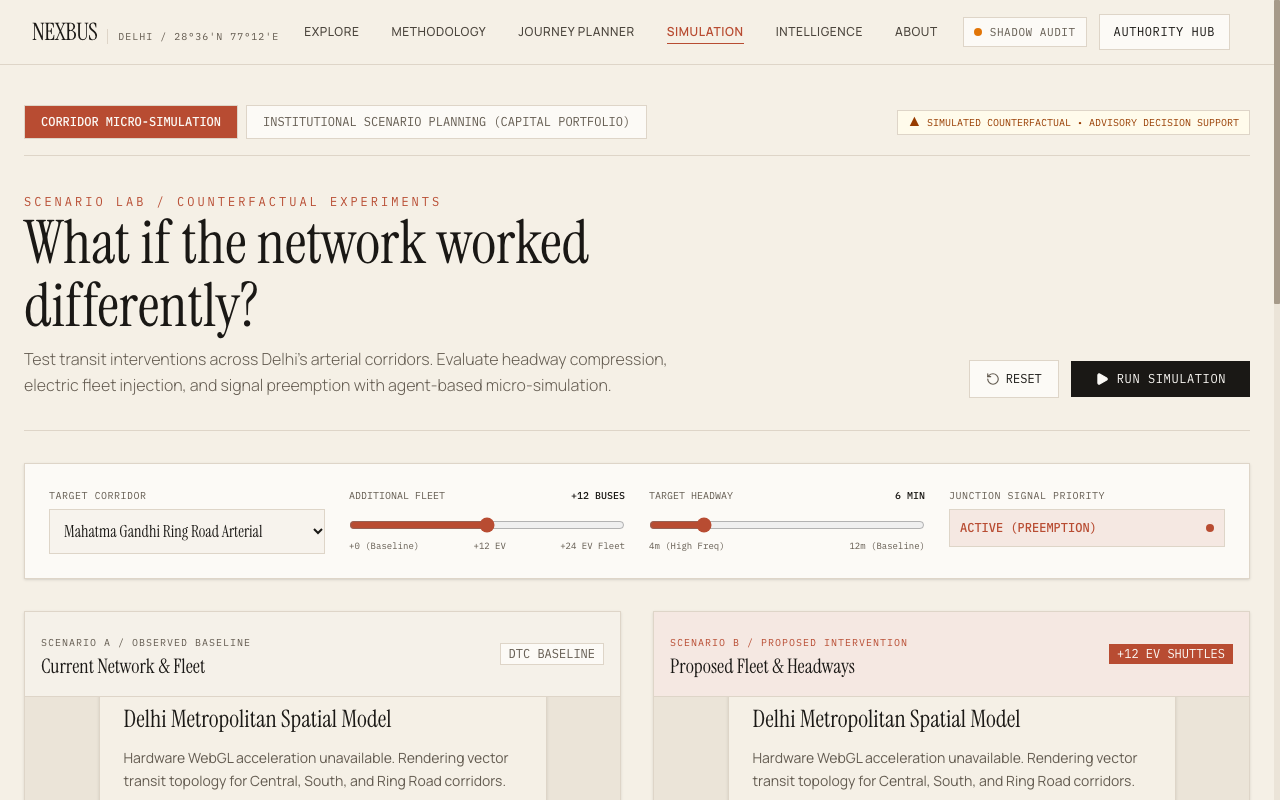 NEXBUS
DELHI / 28°36'N 77°12'E
EXPLORE
METHODOLOGY
JOURNEY PLANNER
SIMULATION
INTELLIGENCE
ABOUT
SHADOW AUDIT
AUTHORITY HUB
CORRIDOR MICRO-SIMULATION
INSTITUTIONAL SCENARIO PLANNING (CAPITAL PORTFOLIO)
SIMULATED COUNTERFACTUAL • ADVISORY DECISION SUPPORT
SCENARIO LAB / COUNTERFACTUAL EXPERIMENTS
What if the network worked
differently?
Test transit interventions across Delhi's arterial corridors. Evaluate headway compression,
electric fleet injection, and signal preemption with agent-based micro-simulation.
RESET
RUN SIMULATION
TARGET CORRIDOR
Mahatma Gandhi Ring Road Arterial
ADDITIONAL FLEET
+12 BUSES
+0 (Baseline)
+12 EV
+24 EV Fleet
TARGET HEADWAY
6 MIN
4m (High Freq)
12m (Baseline)
JUNCTION SIGNAL PRIORITY
ACTIVE (PREEMPTION)
SCENARIO A / OBSERVED BASELINE
Current Network & Fleet
DTC BASELINE
Delhi Metropolitan Spatial Model
Hardware WebGL acceleration unavailable. Rendering vector
transit topology for Central, South, and Ring Road corridors.
SCENARIO B / PROPOSED INTERVENTION
Proposed Fleet & Headways
+12 EV SHUTTLES
Delhi Metropolitan Spatial Model
Hardware WebGL acceleration unavailable. Rendering vector
transit topology for Central, South, and Ring Road corridors.